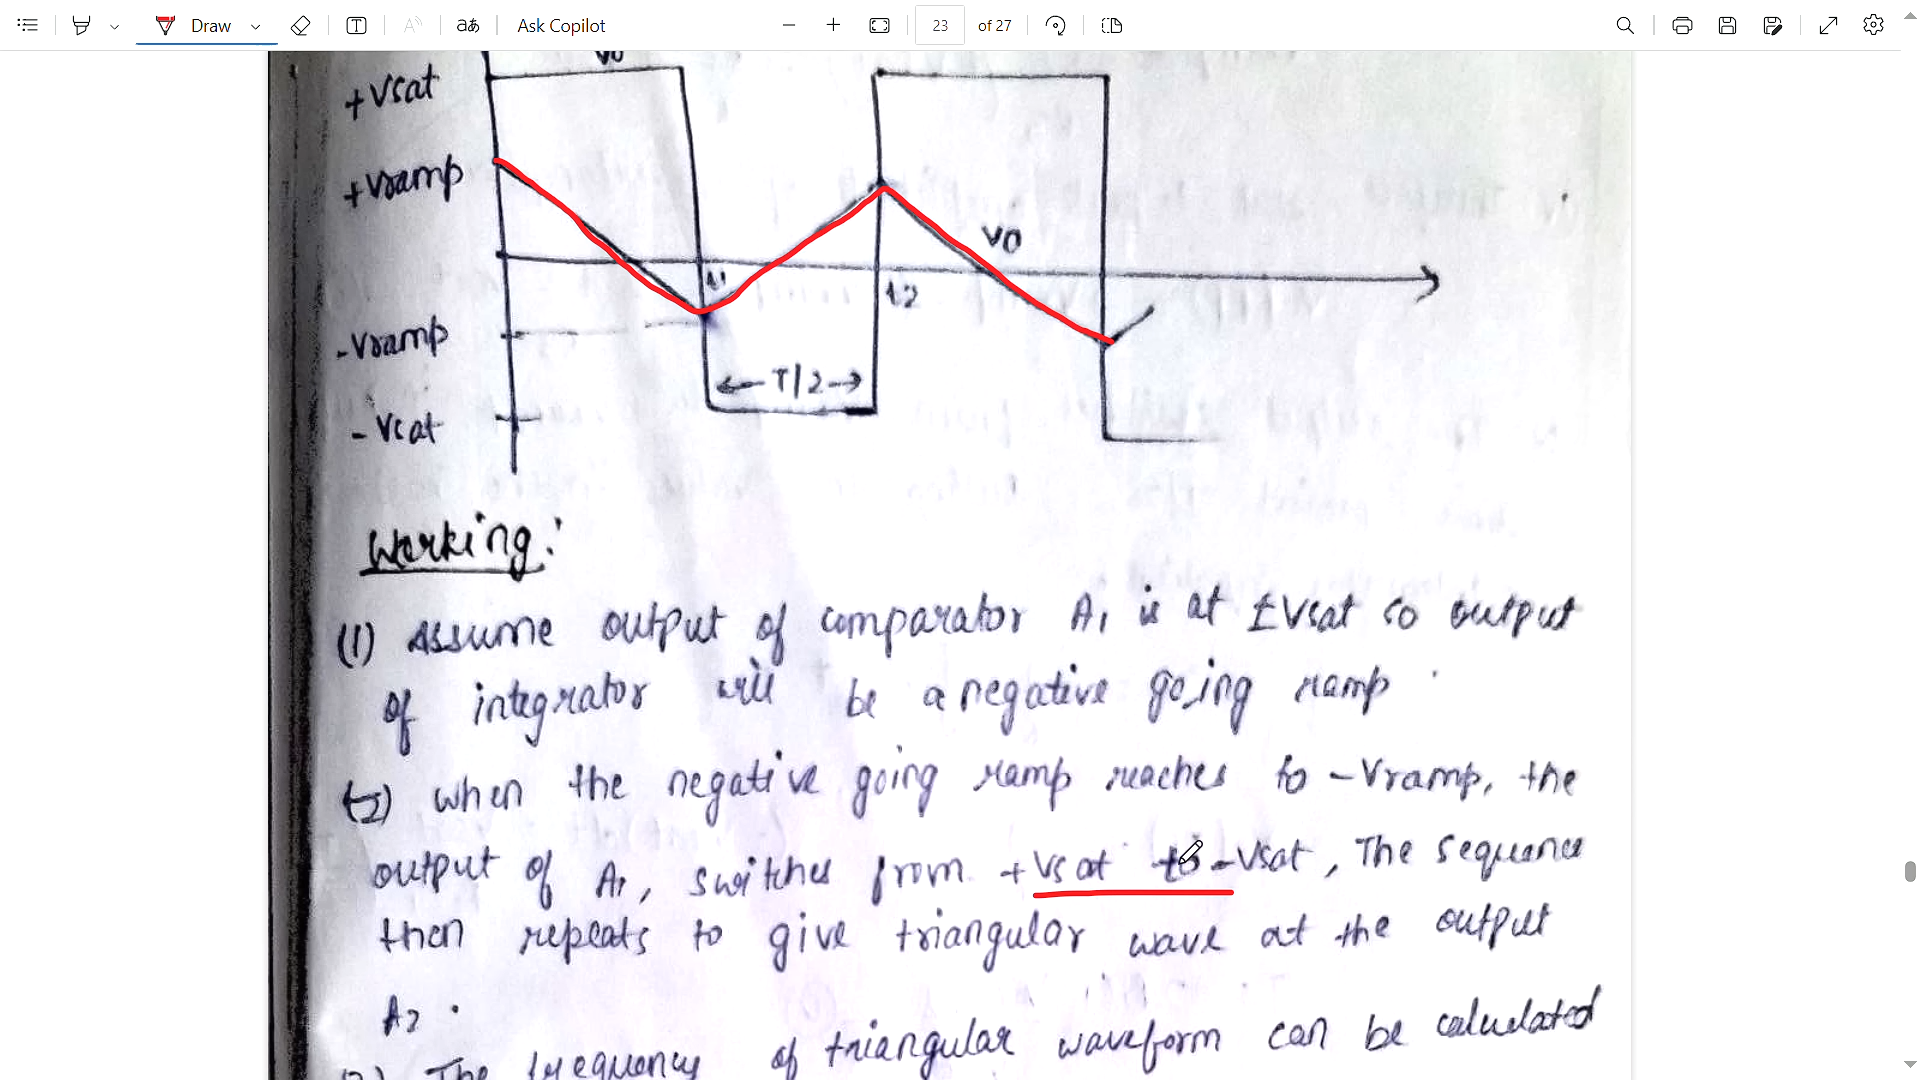 Draw
aあ
Ask Copilot
23
of 27
Vo
+Vsat
+Vramp
t1
Vo
t2
-Vramp
T/2
- Vsat
Working:
(1) Assume output of comparator A1 is at ±Vsat so output
of integrator will be a negative going ramp.
(2) when the negative going ramp reaches to -Vramp, the
output of A1, switches from +Vsat to -Vsat, The sequence
then repeats to give triangular wave at the output
A2.
The frequency of triangular waveform can be calculated